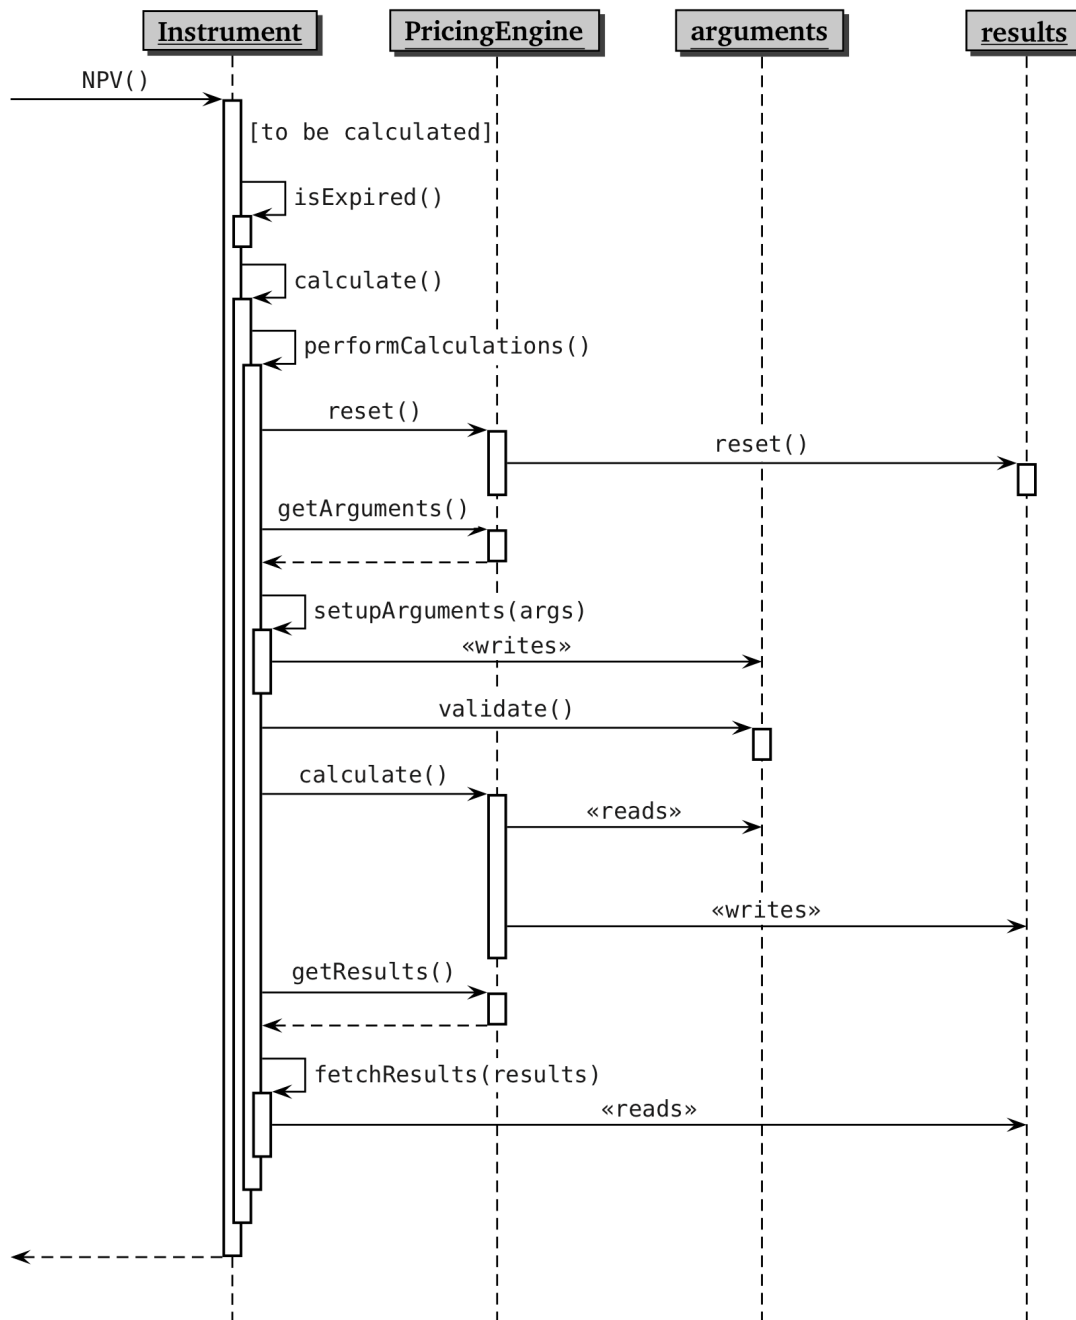 Instrument PricingEngine arguments results
NPV()
[to be calculated]
isExpired()
calculate()
performCalculations()
reset()
reset()
getArguments()
setupArguments(args)
«writes»
validate()
calculate()
«reads»
«writes»
getResults()
fetchResults(results)
«reads»